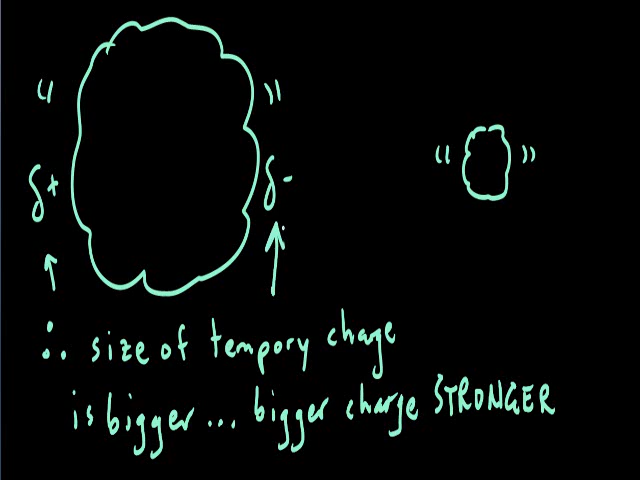 δ+ δ-
∴ size of tempory charge
is bigger ... bigger charge STRONGER